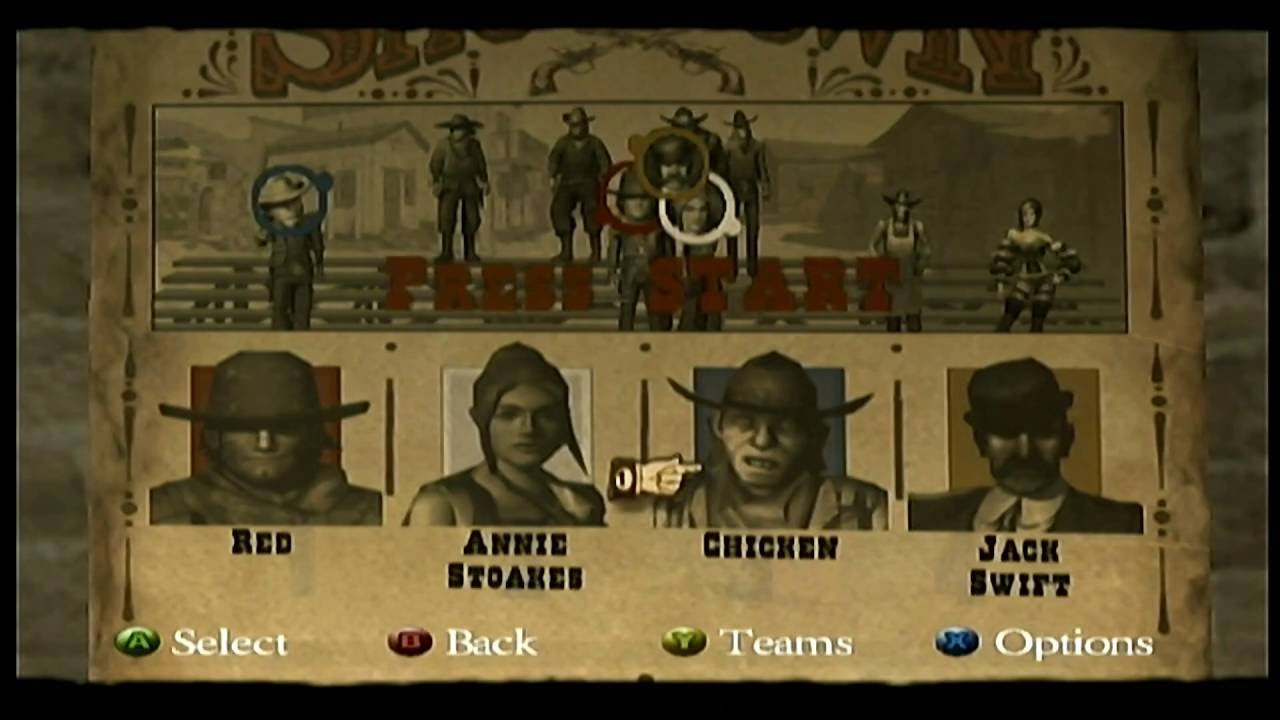 PRESS START
RED
ANNIE STOAKES
CHICKEN
JACK SWIFT
A Select
B Back
Y Teams
X Options